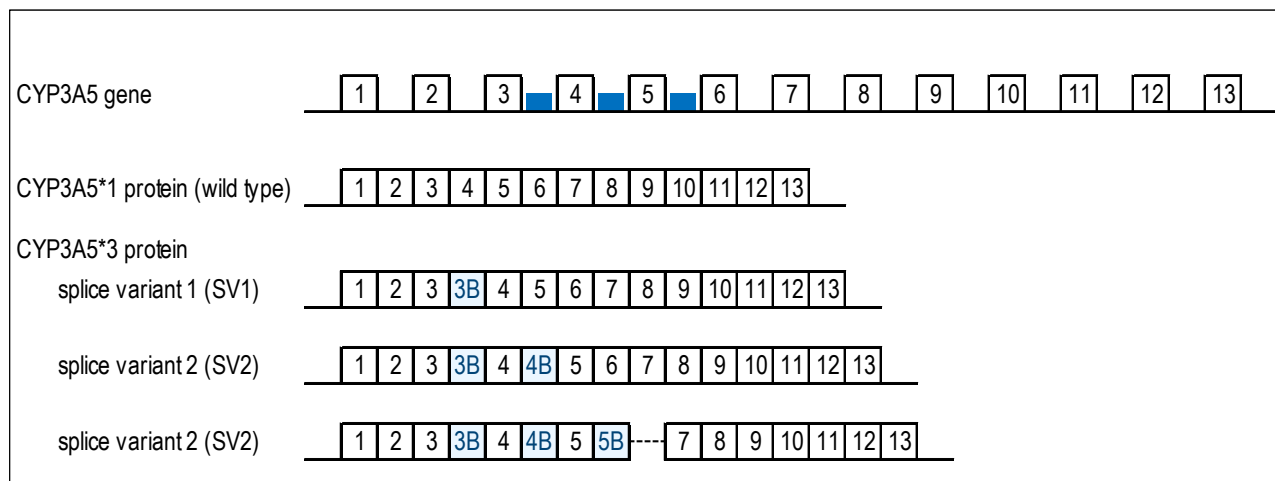 CYP3A5 gene 1 2 3 4 5 6 7 8 9 10 11 12 13
CYP3A5*1 protein (wild type) 1 2 3 4 5 6 7 8 9 10 11 12 13
CYP3A5*3 protein
splice variant 1 (SV1) 1 2 3 3B 4 5 6 7 8 9 10 11 12 13
splice variant 2 (SV2) 1 2 3 3B 4 4B 5 6 7 8 9 10 11 12 13
splice variant 2 (SV2) 1 2 3 3B 4 4B 5 5B 7 8 9 10 11 12 13